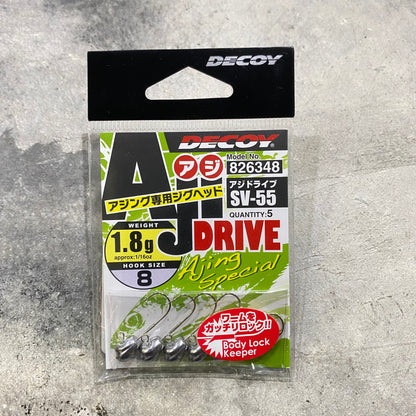 DECOY
DECOY
Aji
アジ
Model No.
826348
アジング専用ジグヘッド
アジドライブ
SV-55
QUANTITY:5
WEIGHT
1.8g
approx:1/16oz
DRIVE
Ajing
Special
HOOK SIZE
8
ワームを
ガッチリロック!!
Body Lock
Keeper